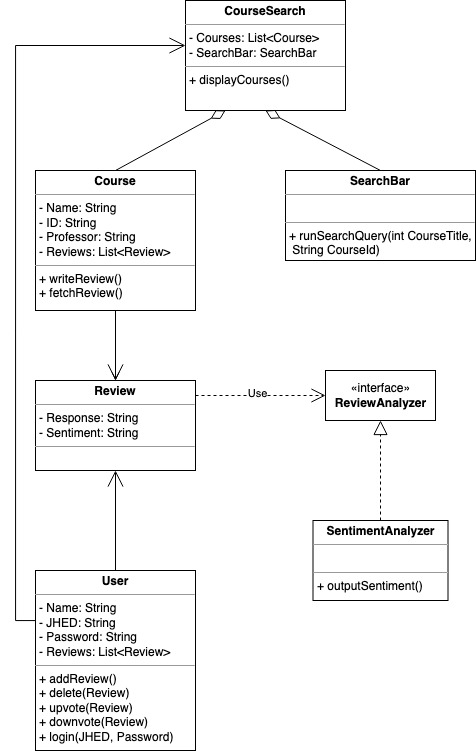 CourseSearch
- Courses: List<Course>
- SearchBar: SearchBar
+ displayCourses()
Course
- Name: String
- ID: String
- Professor: String
- Reviews: List<Review>
+ writeReview()
+ fetchReview()
SearchBar
+ runSearchQuery(int CourseTitle,
String CourseId)
Review
- Response: String
- Sentiment: String
Use
«interface»
ReviewAnalyzer
SentimentAnalyzer
+ outputSentiment()
User
- Name: String
- JHED: String
- Password: String
- Reviews: List<Review>
+ addReview()
+ delete(Review)
+ upvote(Review)
+ downvote(Review)
+ login(JHED, Password)